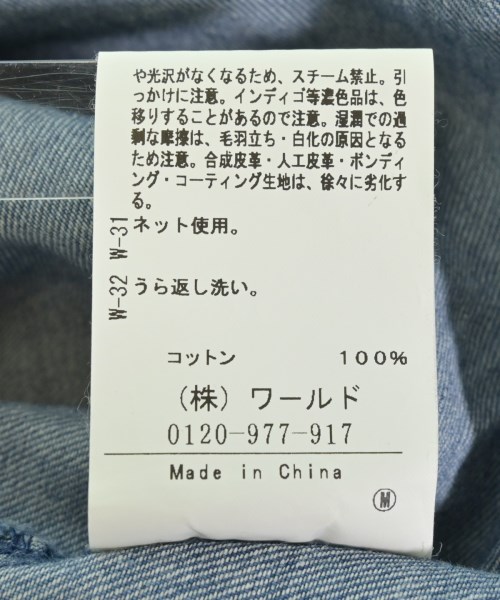 や光沢がなくなるため、スチーム禁止。引
っかけに注意。インディゴ等濃色品は、色
移りすることがあるので注意。湿潤での過
剰な摩擦は、毛羽立ち・白化の原因となる
ため注意。合成皮革・人工皮革・ボンディ
ング・コーティング生地は、徐々に劣化す
る。
W-31 ネット使用。
W-32 うら返し洗い。
コットン 100%
(株) ワールド
0120-977-917
Made in China
M